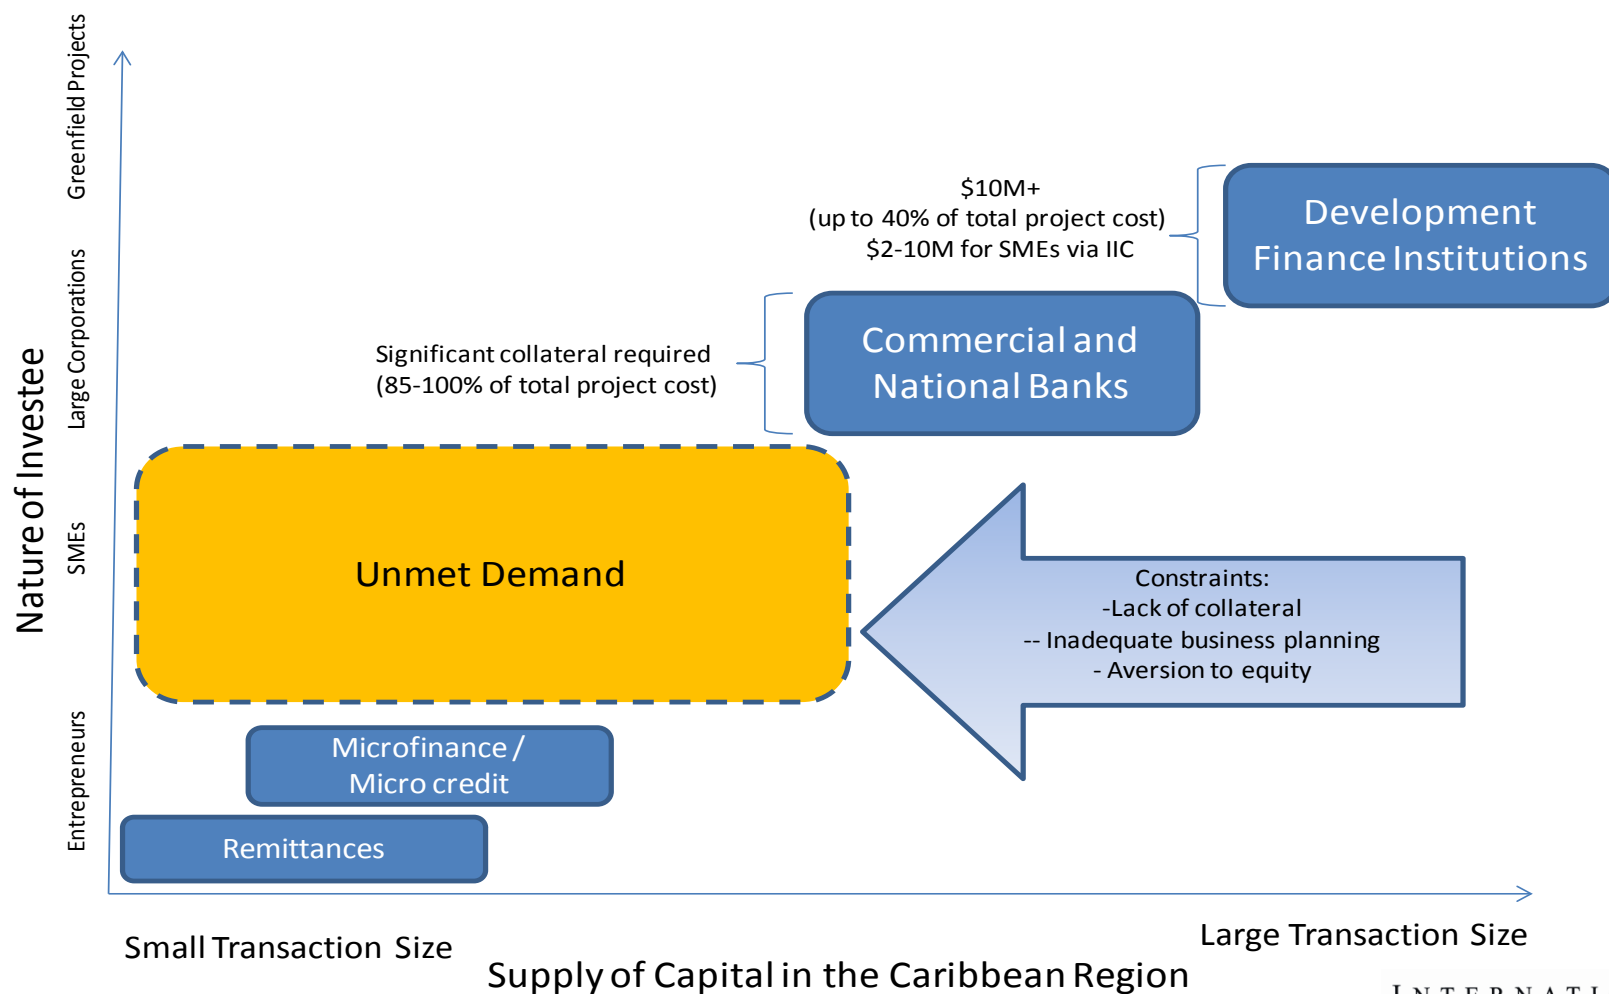 Greenfield Projects
Large Corporations
SMEs
Entrepreneurs
Nature of Investee
$10M+
(up to 40% of total project cost)
$2-10M for SMEs via IIC
Development
Finance Institutions
Significant collateral required
(85-100% of total project cost)
Commercial and
National Banks
Unmet Demand
Constraints:
-Lack of collateral
-- Inadequate business planning
- Aversion to equity
Microfinance /
Micro credit
Remittances
Small Transaction Size
Large Transaction Size
Supply of Capital in the Caribbean Region